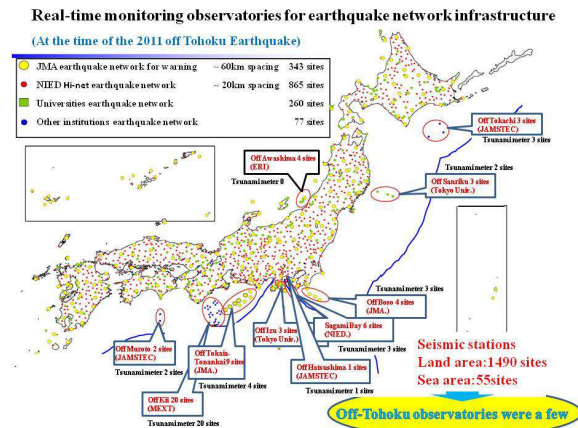 Real-time monitoring observatories for earthquake network infrastructure
(At the time of the 2011 off Tohoku Earthquake)
JMA earthquake network for warning ~ 60km spacing 343 sites
NIED Hi-net earthquake network ~ 20km spacing 865 sites
Universities earthquake network 260 sites
Other institutions earthquake network 77 sites
Off Tokachi 3 sites
(JAMSTEC)
Tsunamimeter 3 sites
Off Awashima 4 sites
(ERI)
Tsunamimeter 0
Tsunamimeter 2 sites
Off Sanriku 3 sites
(Tokyo Univ.)
Tsunamimeter 3 sites
Off Boso 4 sites
(JMA.)
Sagami Bay 6 sites
(NIED.)
Tsunamimeter 3 sites
Off Izu 3 sites
(Tokyo Univ.)
Off Hatsushima 1 sites
(JAMSTEC)
Tsunamimeter 1 sites
Off Tokain-
Tonankai9 sites
(JMA.)
Tsunamimeter 4 sites
Off Muroto 2 sites
(JAMSTEC)
Tsunamimeter 2 sites
Off Kii 20 sites
(MEXT)
Tsunamimeter 20 sites
Seismic stations
Land area:1490 sites
Sea area:55sites
Off-Tohoku observatories were a few